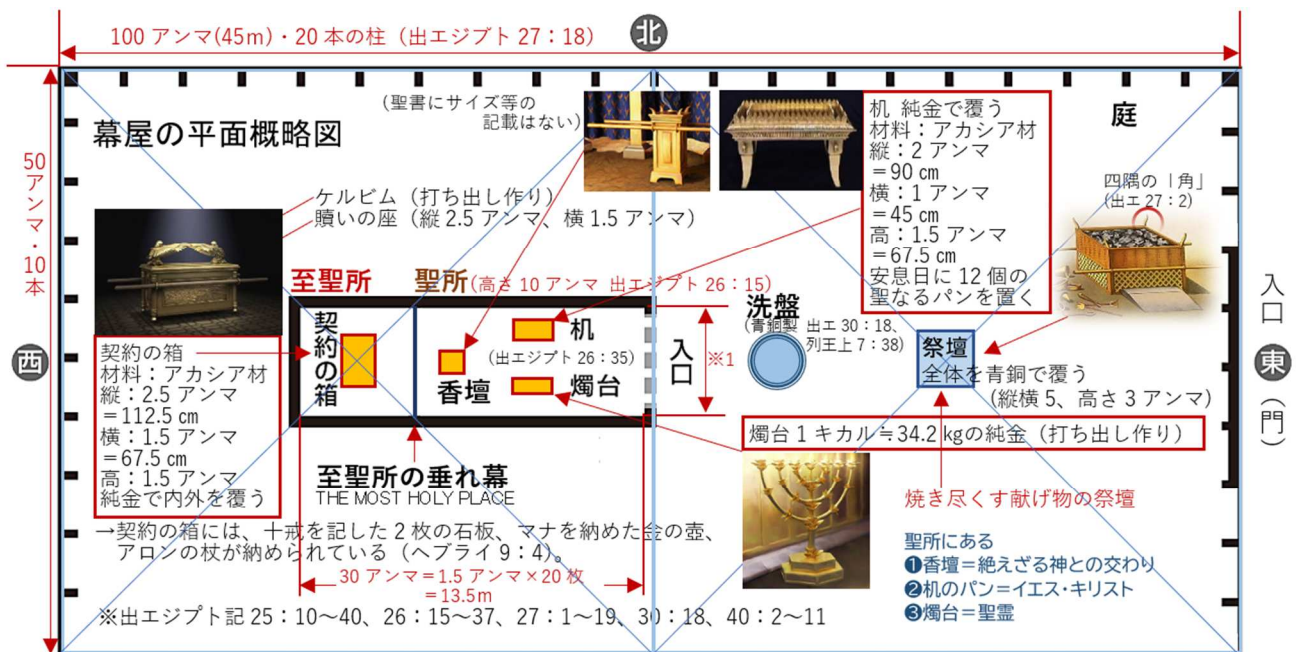 100 アンマ(45m)・20 本の柱（出エジプト 27：18）
北
幕屋の平面概略図
（聖書にサイズ等の
記載はない）
机 純金で覆う
材料：アカシア材
縦：2 アンマ
＝90 cm
横：1 アンマ
＝45 cm
高：1.5 アンマ
＝67.5 cm
安息日に 12 個の
聖なるパンを置く
庭
四隅の「角」
(出エ 27：2)
50アンマ・10本
ケルビム（打ち出し作り）
贖いの座（縦 2.5 アンマ、横 1.5 アンマ）
至聖所
聖所(高さ 10 アンマ 出エジプト 26：15)
西
契約の箱
材料：アカシア材
縦：2.5 アンマ
＝112.5 cm
横：1.5 アンマ
＝67.5 cm
高：1.5 アンマ
純金で内外を覆う
契約の箱
机
(出エジプト 26：35)
香壇
燭台
入口
※1
洗盤
(青銅製 出エ 30：18、
列王上 7：38)
祭壇
全体を青銅で覆う
（縦横 5、高さ 3 アンマ）
入口
東
（門）
燭台 1 キカル≒34.2 kgの純金（打ち出し作り）
至聖所の垂れ幕
THE MOST HOLY PLACE
焼き尽くす献げ物の祭壇
→契約の箱には、十戒を記した 2 枚の石板、マナを納めた金の壺、
アロンの杖が納められている（ヘブライ 9：4）。
30 アンマ＝1.5 アンマ×20 枚
＝13.5m
聖所にある
❶香壇＝絶えざる神との交わり
❷机のパン＝イエス・キリスト
❸燭台＝聖霊
※出エジプト記 25：10～40、26：15～37、27：1～19、30：18、40：2～11